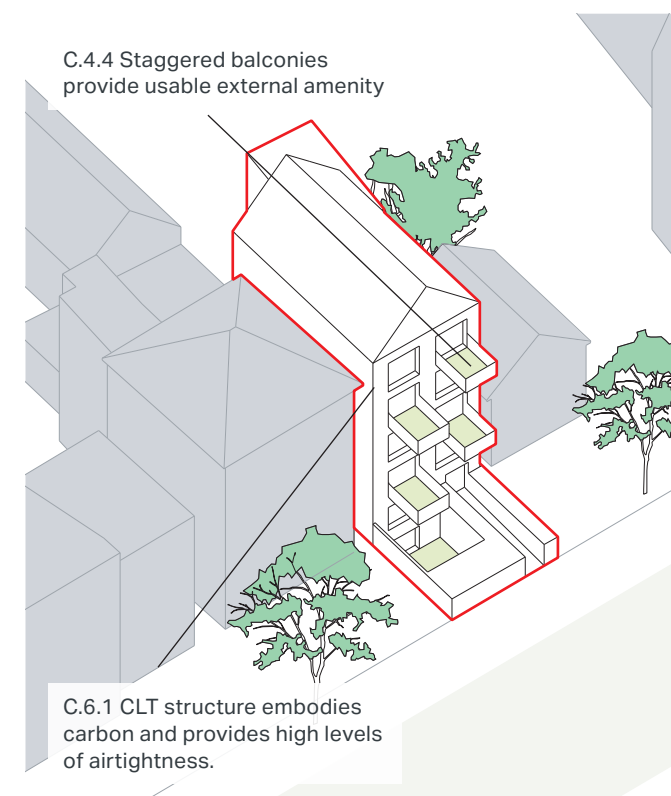 C.4.4 Staggered balconies
provide usable external amenity
C.6.1 CLT structure embodies
carbon and provides high levels
of airtightness.